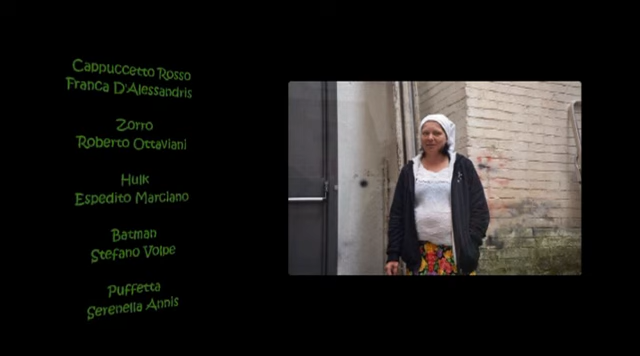 Cappuccetto Rosso
Franca D'Alessandris
Zorro
Roberto Ottaviani
Hulk
Espedito Marciano
Batman
Stefano Volpe
Puffetta
Serenella Annis